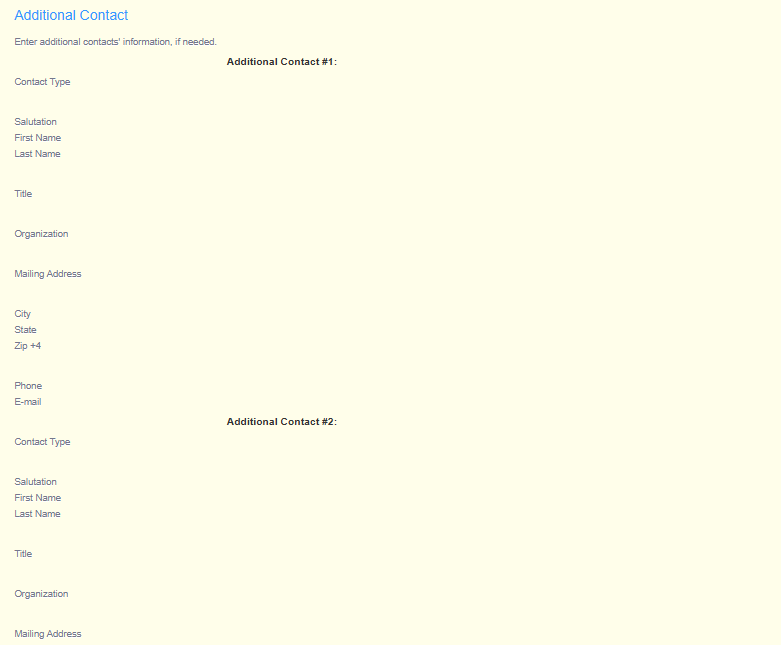 Additional Contact
Enter additional contacts' information, if needed.
Additional Contact #1:
Contact Type
Salutation
First Name
Last Name
Title
Organization
Mailing Address
City
State
Zip +4
Phone
E-mail
Additional Contact #2:
Contact Type
Salutation
First Name
Last Name
Title
Organization
Mailing Address